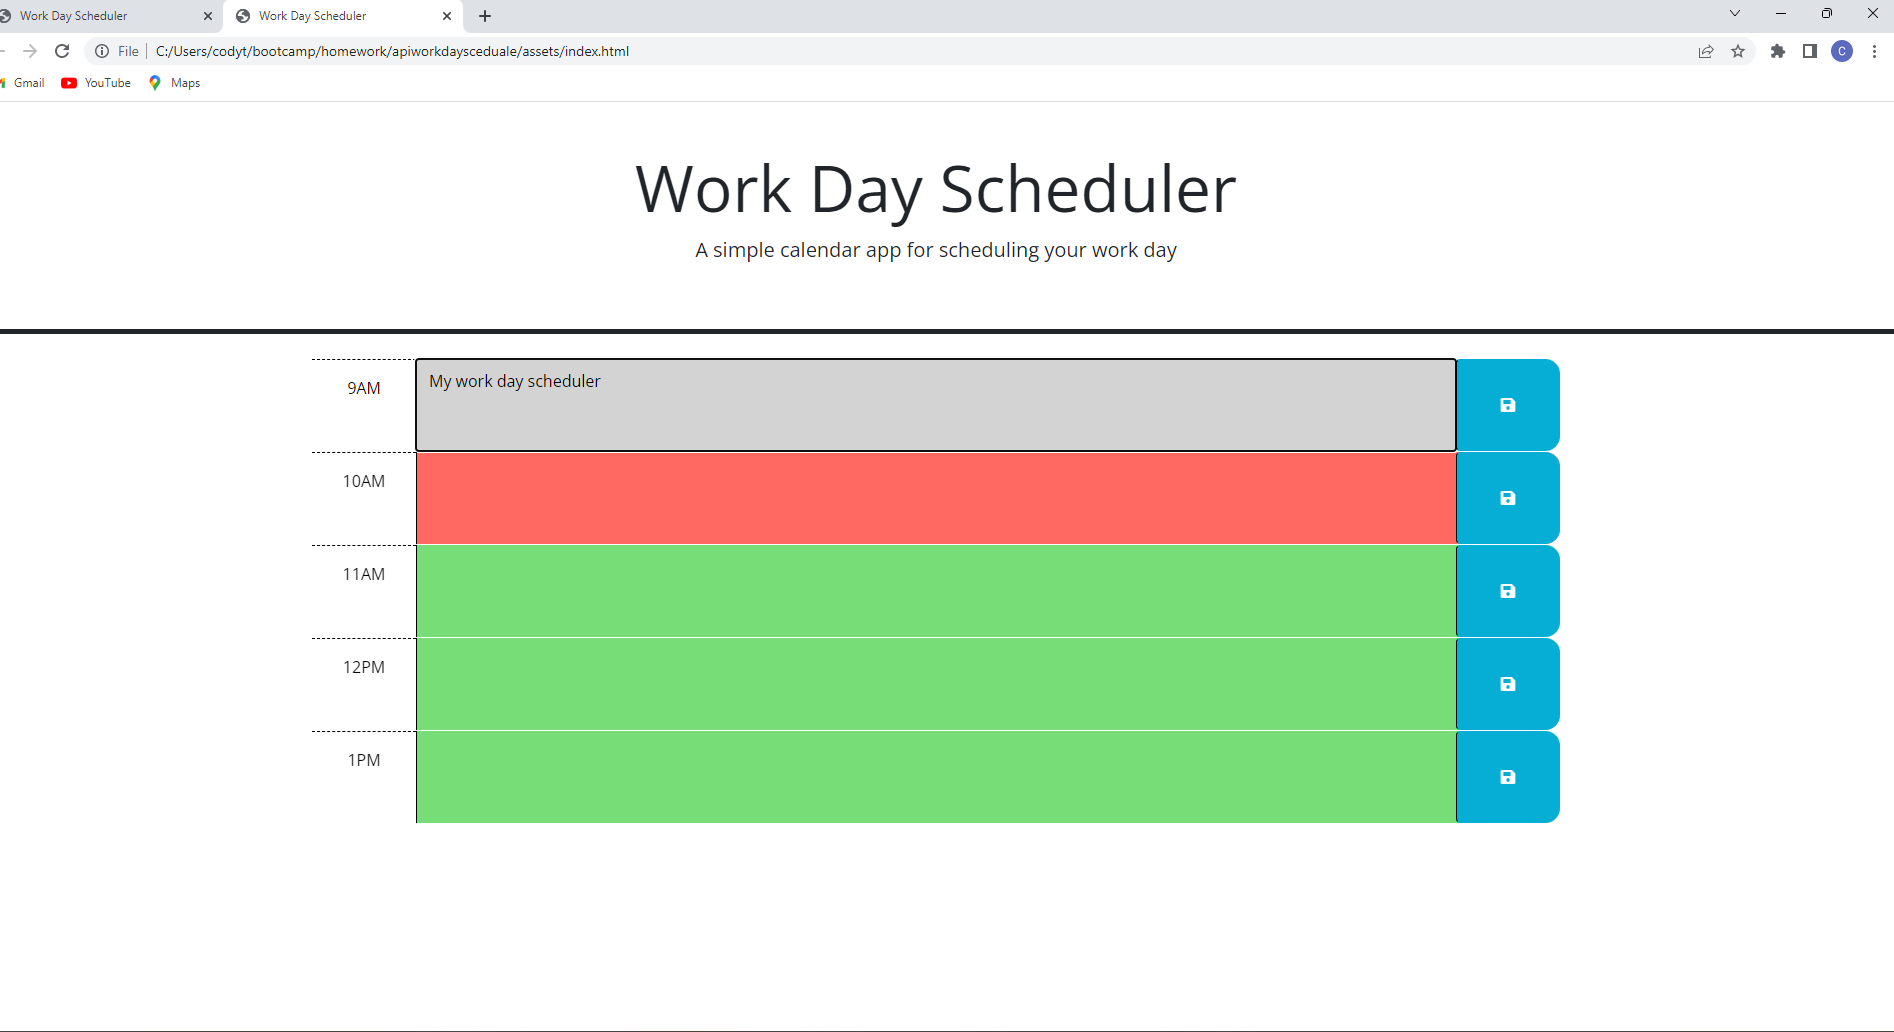 Work Day Scheduler
Work Day Scheduler
File C:/Users/codyt/bootcamp/homework/apiworkdaysceduale/assets/index.html
C
Gmail YouTube Maps
Work Day Scheduler
A simple calendar app for scheduling your work day
9AM My work day scheduler
10AM
11AM
12PM
1PM